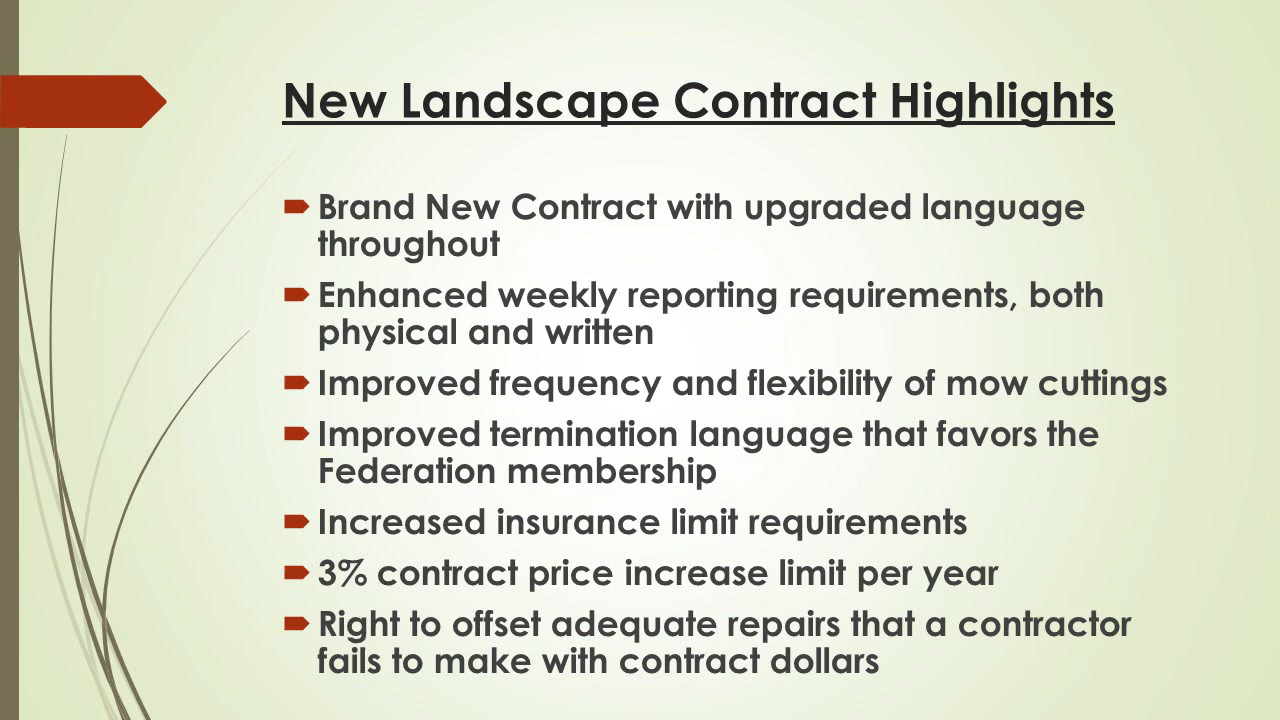 New Landscape Contract Highlights
Brand New Contract with upgraded language
throughout
Enhanced weekly reporting requirements, both
physical and written
Improved frequency and flexibility of mow cuttings
Improved termination language that favors the
Federation membership
Increased insurance limit requirements
3% contract price increase limit per year
Right to offset adequate repairs that a contractor
fails to make with contract dollars